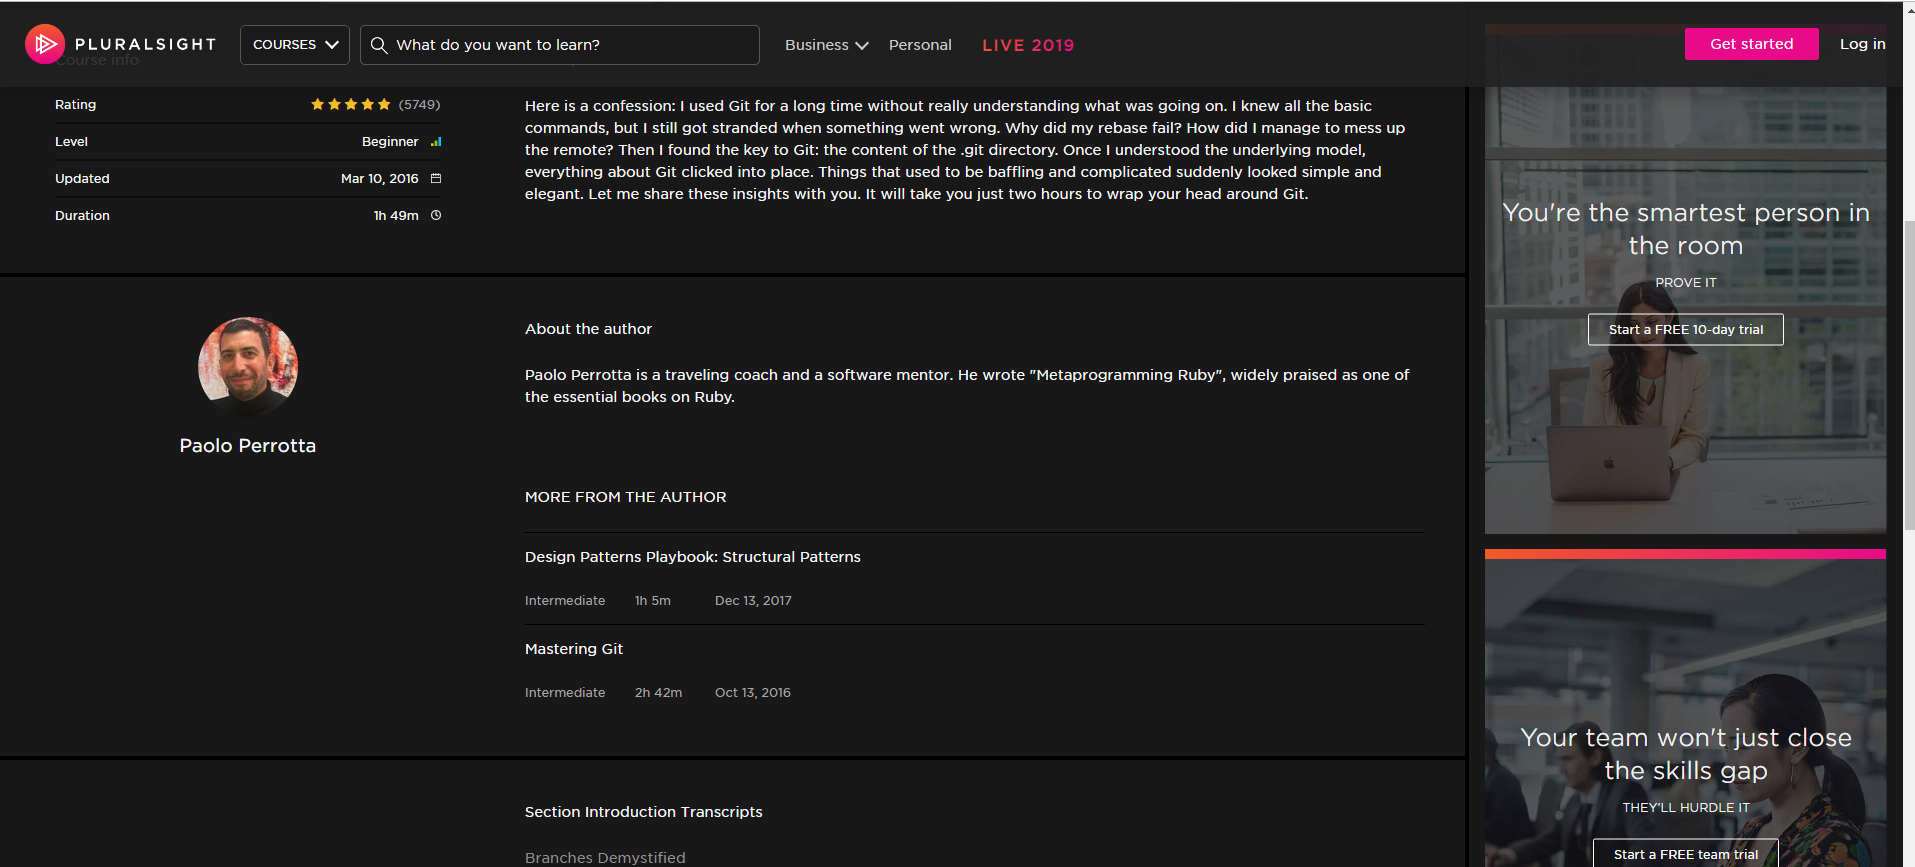 PLURALSIGHT
COURSES
What do you want to learn?
Business
Personal
LIVE 2019
Get started
Log in
Course info
Rating
(5749)
Level
Beginner
Updated
Mar 10, 2016
Duration
1h 49m
Here is a confession: I used Git for a long time without really understanding what was going on. I knew all the basic
commands, but I still got stranded when something went wrong. Why did my rebase fail? How did I manage to mess up
the remote? Then I found the key to Git: the content of the .git directory. Once I understood the underlying model,
everything about Git clicked into place. Things that used to be baffling and complicated suddenly looked simple and
elegant. Let me share these insights with you. It will take you just two hours to wrap your head around Git.
Paolo Perrotta
About the author
Paolo Perrotta is a traveling coach and a software mentor. He wrote "Metaprogramming Ruby", widely praised as one of
the essential books on Ruby.
MORE FROM THE AUTHOR
Design Patterns Playbook: Structural Patterns
Intermediate 1h 5m Dec 13, 2017
Mastering Git
Intermediate 2h 42m Oct 13, 2016
Section Introduction Transcripts
Branches Demystified
You're the smartest person in
the room
PROVE IT
Start a FREE 10-day trial
Your team won't just close
the skills gap
THEY'LL HURDLE IT
Start a FREE team trial